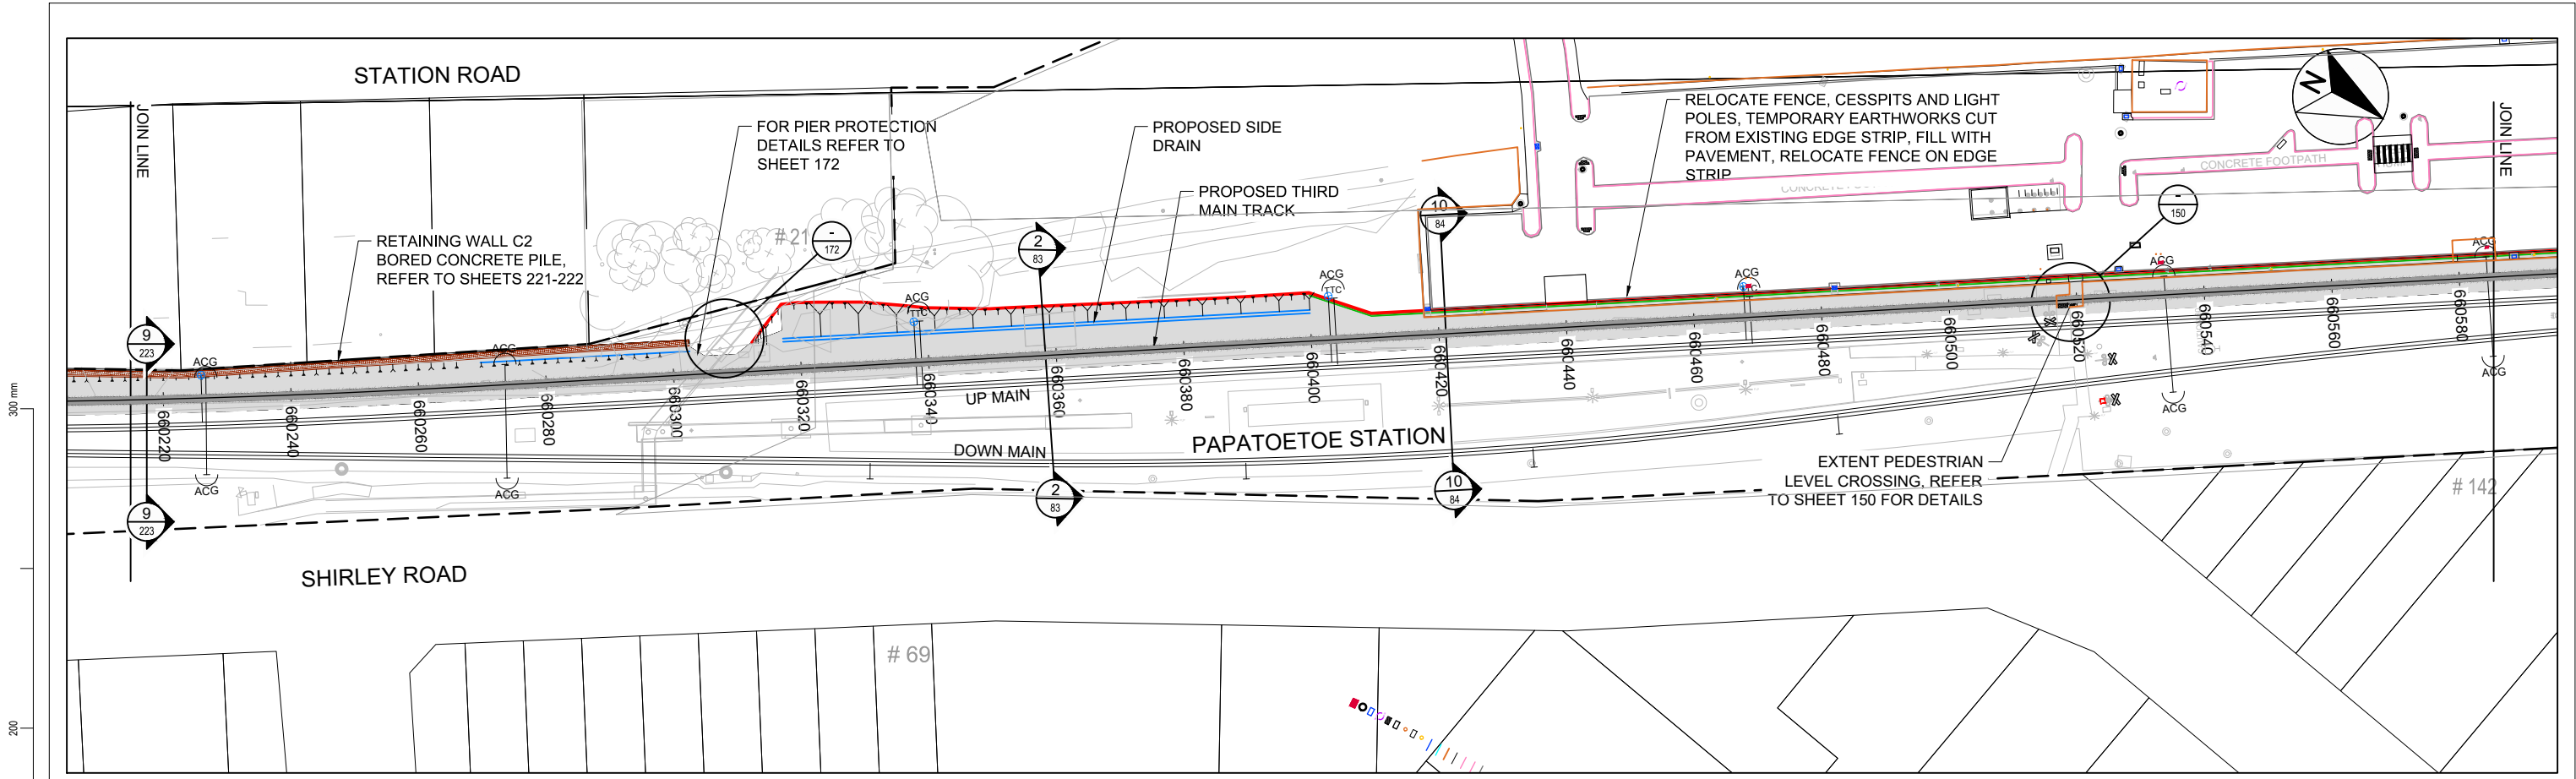 STATION ROAD
JOIN LINE
FOR PIER PROTECTION
DETAILS REFER TO
SHEET 172
PROPOSED SIDE
DRAIN
PROPOSED THIRD
MAIN TRACK
RELOCATE FENCE, CESSPITS AND LIGHT
POLES, TEMPORARY EARTHWORKS CUT
FROM EXISTING EDGE STRIP, FILL WITH
PAVEMENT, RELOCATE FENCE ON EDGE
STRIP
N
JOIN LINE
CONCRETE FOOTPATH
RETAINING WALL C2
BORED CONCRETE PILE,
REFER TO SHEETS 221-222
# 21
-
172
2
83
10
84
-
150
9
223
ACG
ACG
ACG
TTC
ACG
TTC
ACG
ACG
ACG
660220
660240
660260
660280
660300
660320
660340
660360
660380
660400
660420
660440
660460
660480
660500
660520
660540
660560
660580
UP MAIN
DOWN MAIN
PAPATOETOE STATION
ACG
ACG
ACG
ACG
9
223
2
83
10
84
EXTENT PEDESTRIAN
LEVEL CROSSING, REFER
TO SHEET 150 FOR DETAILS
# 142
SHIRLEY ROAD
# 69
300 mm
200